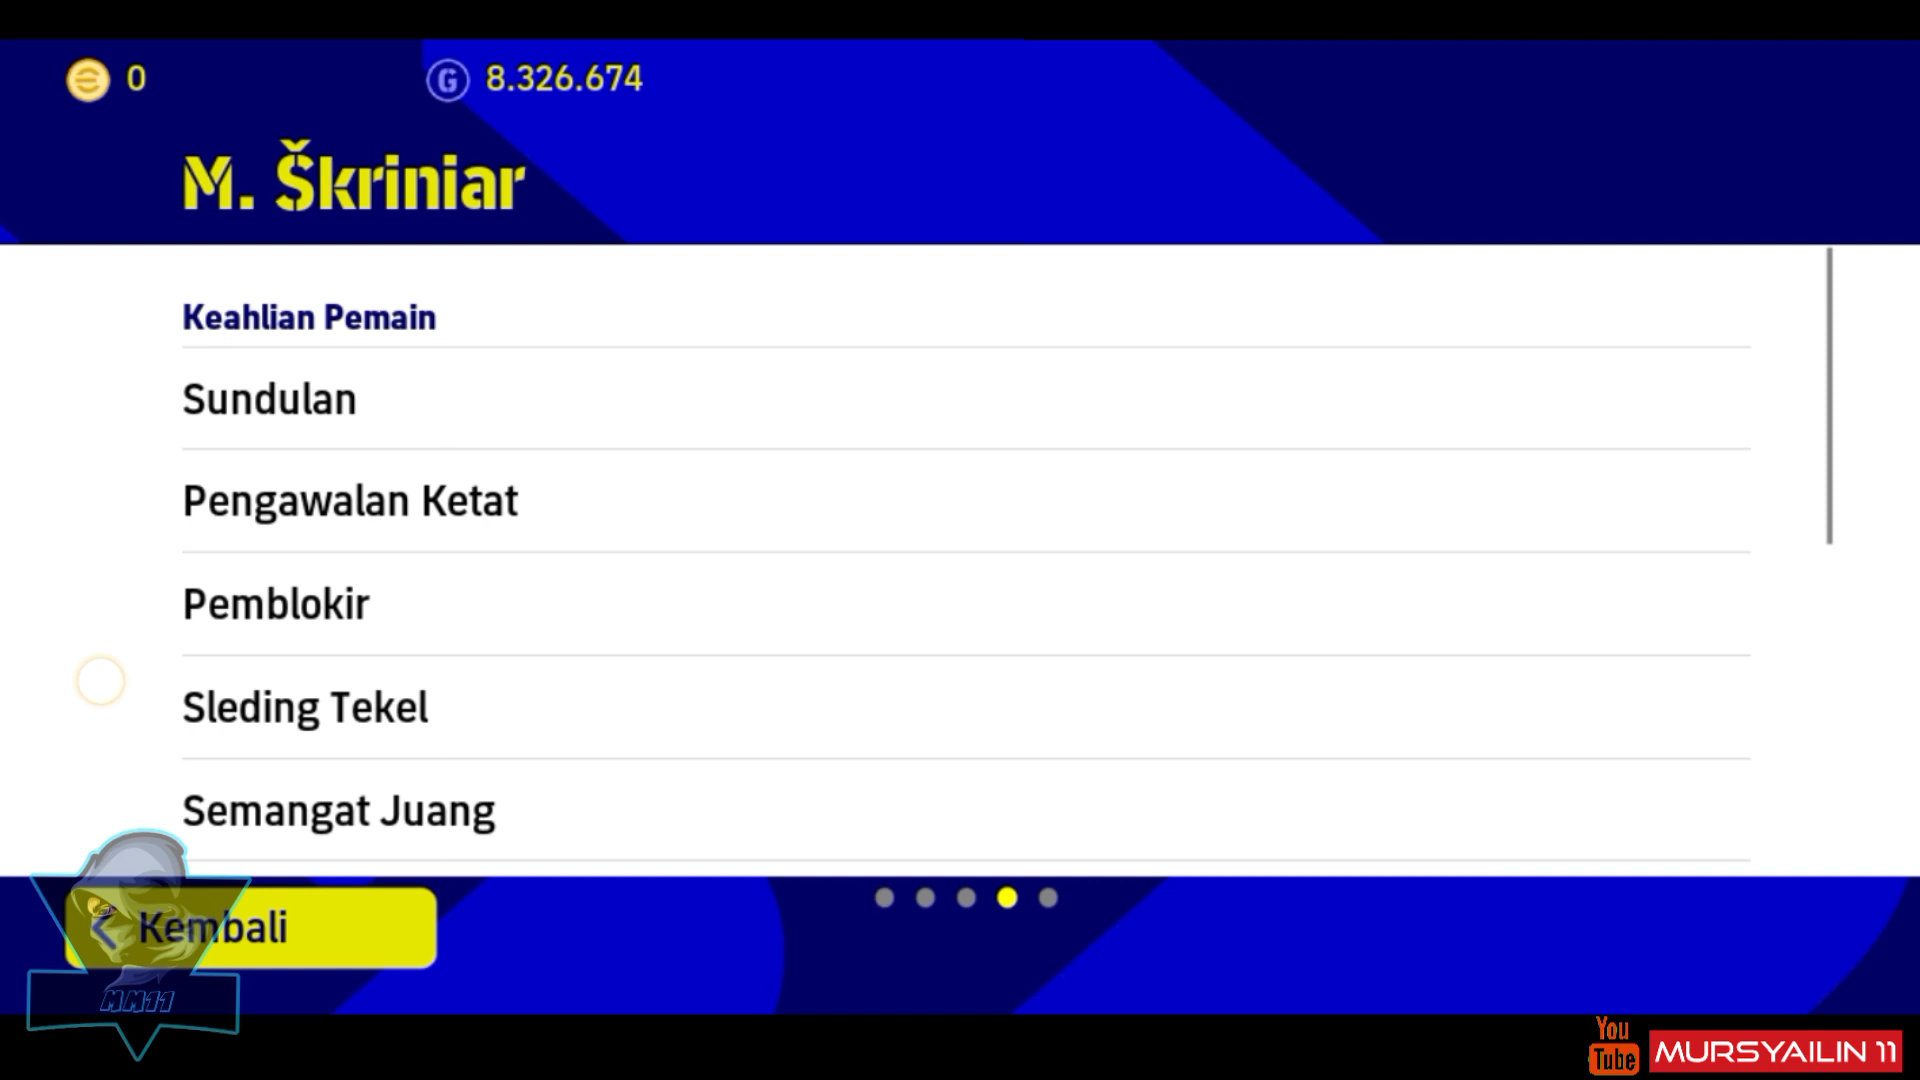 0
G 8.326.674
M. Škriniar
Keahlian Pemain
Sundulan
Pengawalan Ketat
Pemblokir
Sleding Tekel
Semangat Juang
Kembali
MM11
You
Tube
MURSYAILIN 11